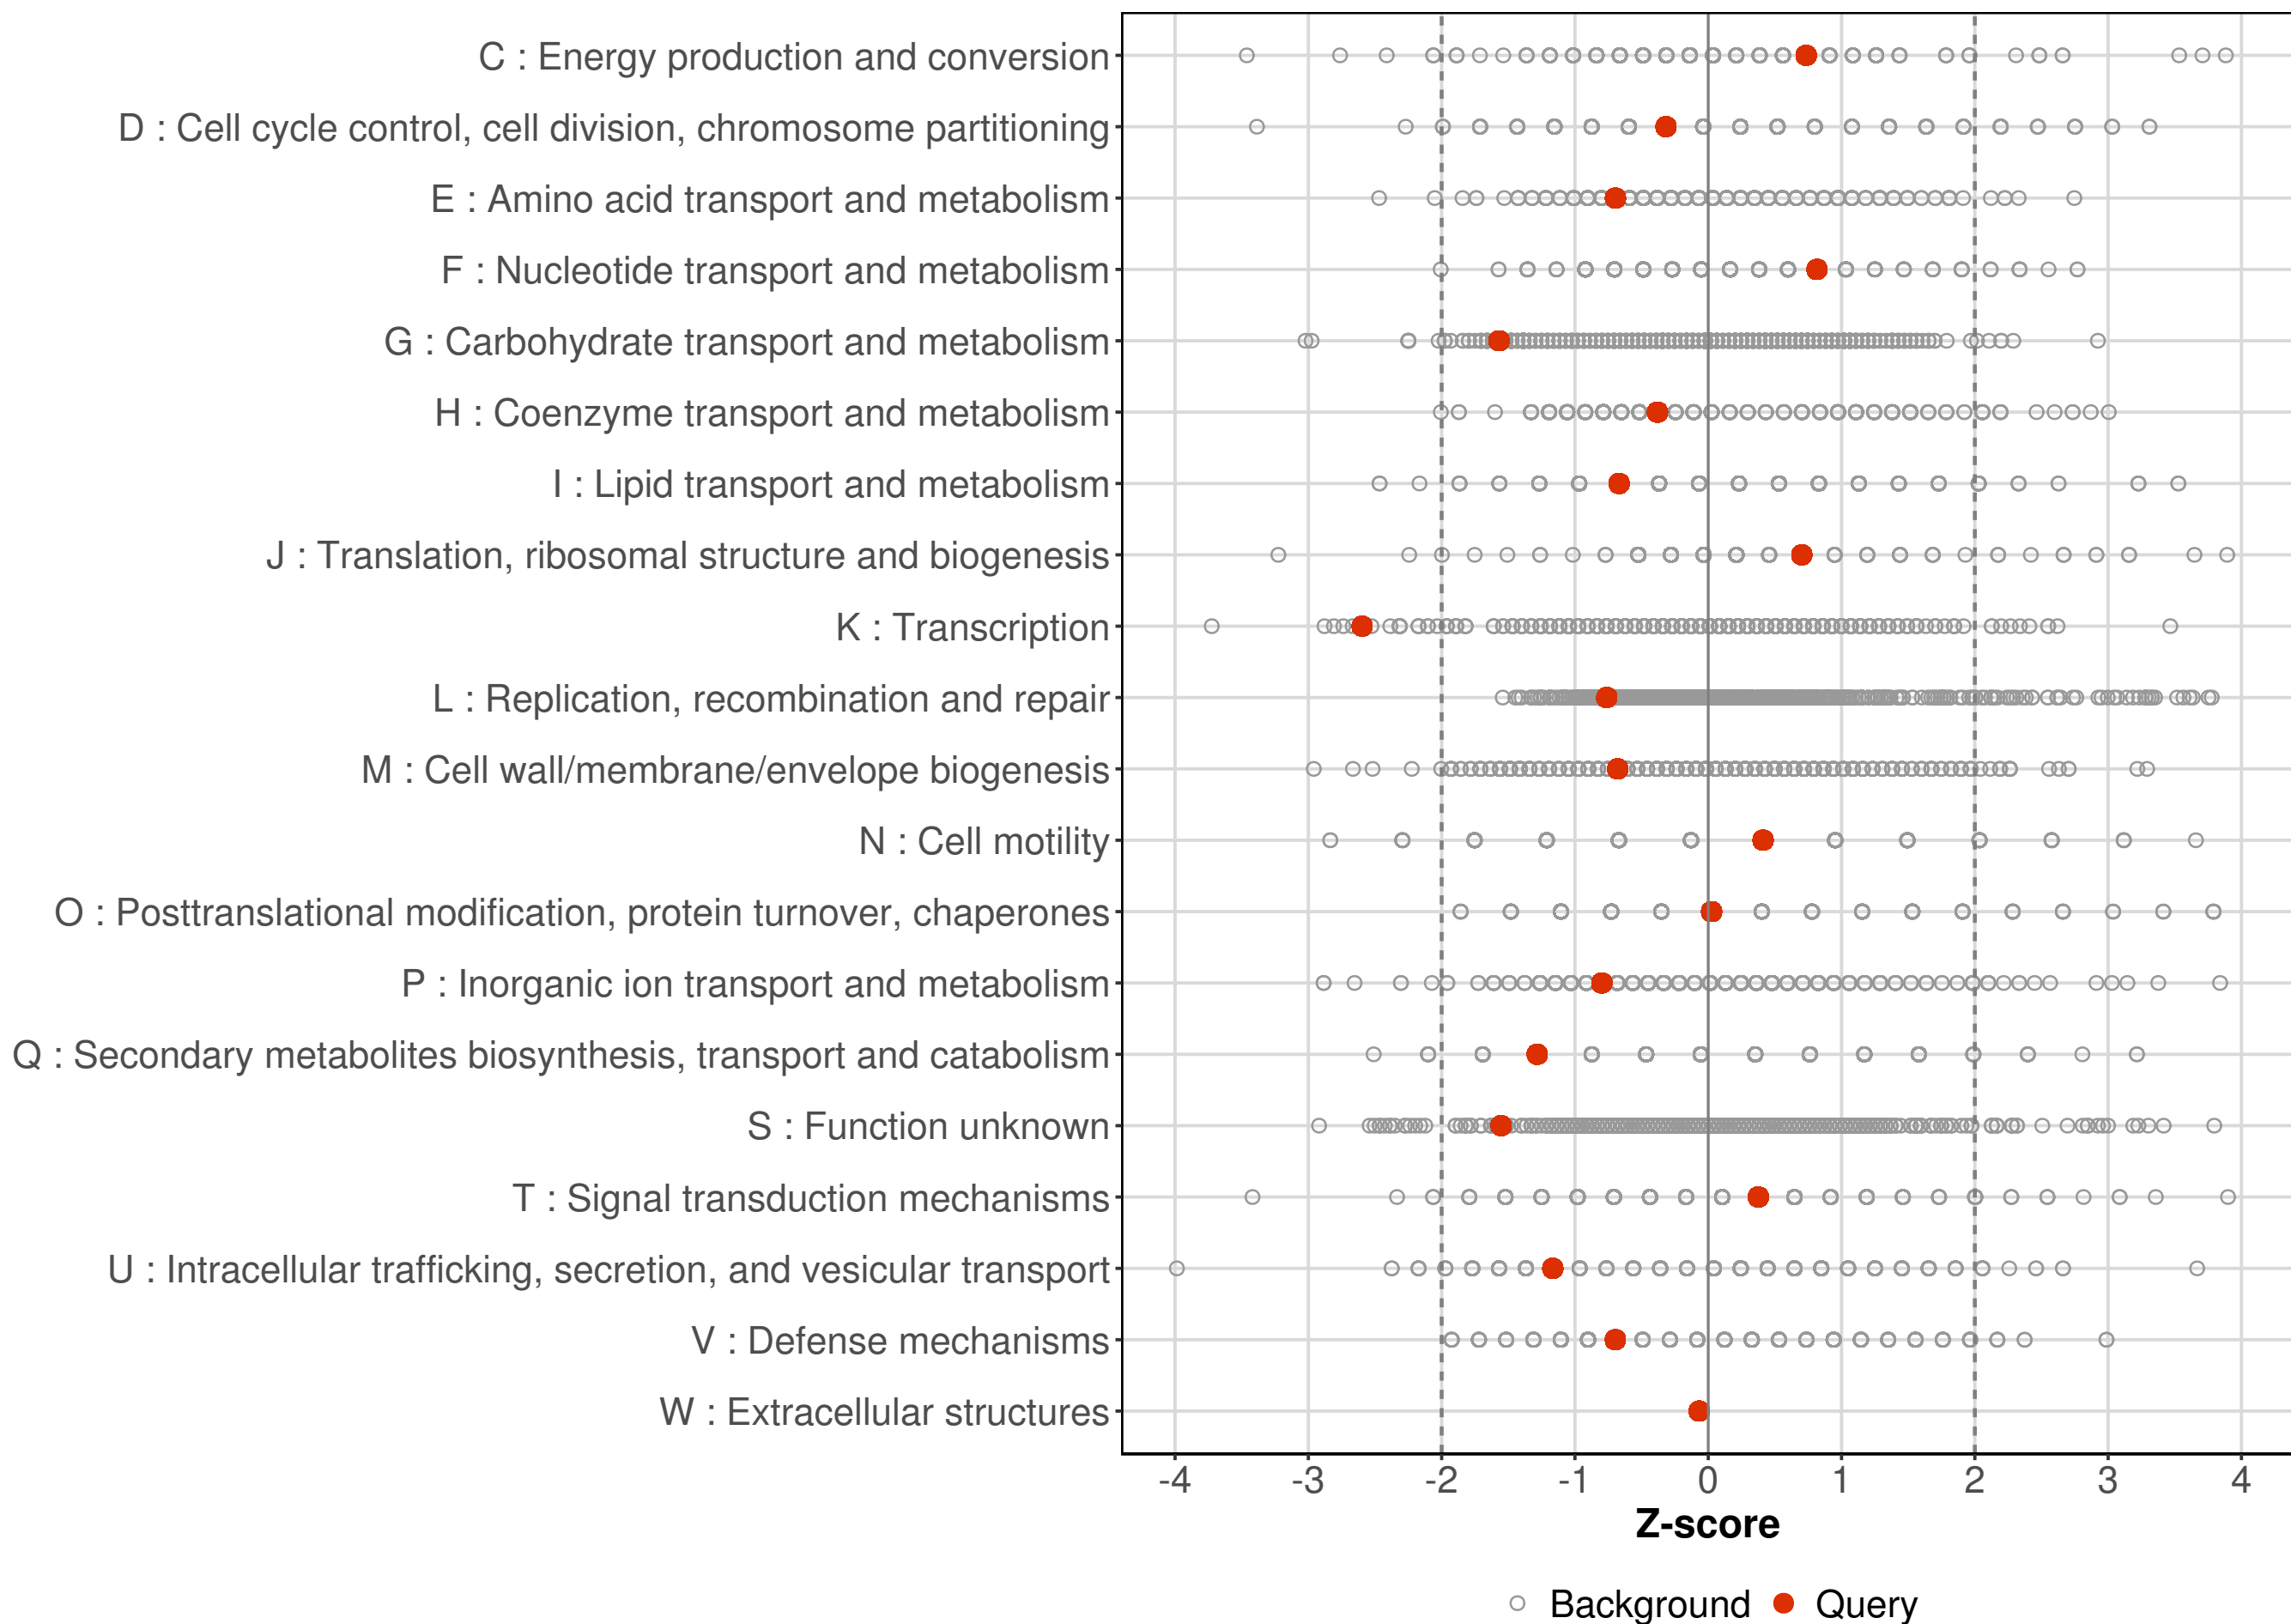 C : Energy production and conversion
D : Cell cycle control, cell division, chromosome partitioning
E : Amino acid transport and metabolism
F : Nucleotide transport and metabolism
G : Carbohydrate transport and metabolism
H : Coenzyme transport and metabolism
I : Lipid transport and metabolism
J : Translation, ribosomal structure and biogenesis
K : Transcription
L : Replication, recombination and repair
M : Cell wall/membrane/envelope biogenesis
N : Cell motility
O : Posttranslational modification, protein turnover, chaperones
P : Inorganic ion transport and metabolism
Q : Secondary metabolites biosynthesis, transport and catabolism
S : Function unknown
T : Signal transduction mechanisms
U : Intracellular trafficking, secretion, and vesicular transport
V : Defense mechanisms
W : Extracellular structures
-4 -3 -2 -1 0 1 2 3 4
Z-score
Background Query